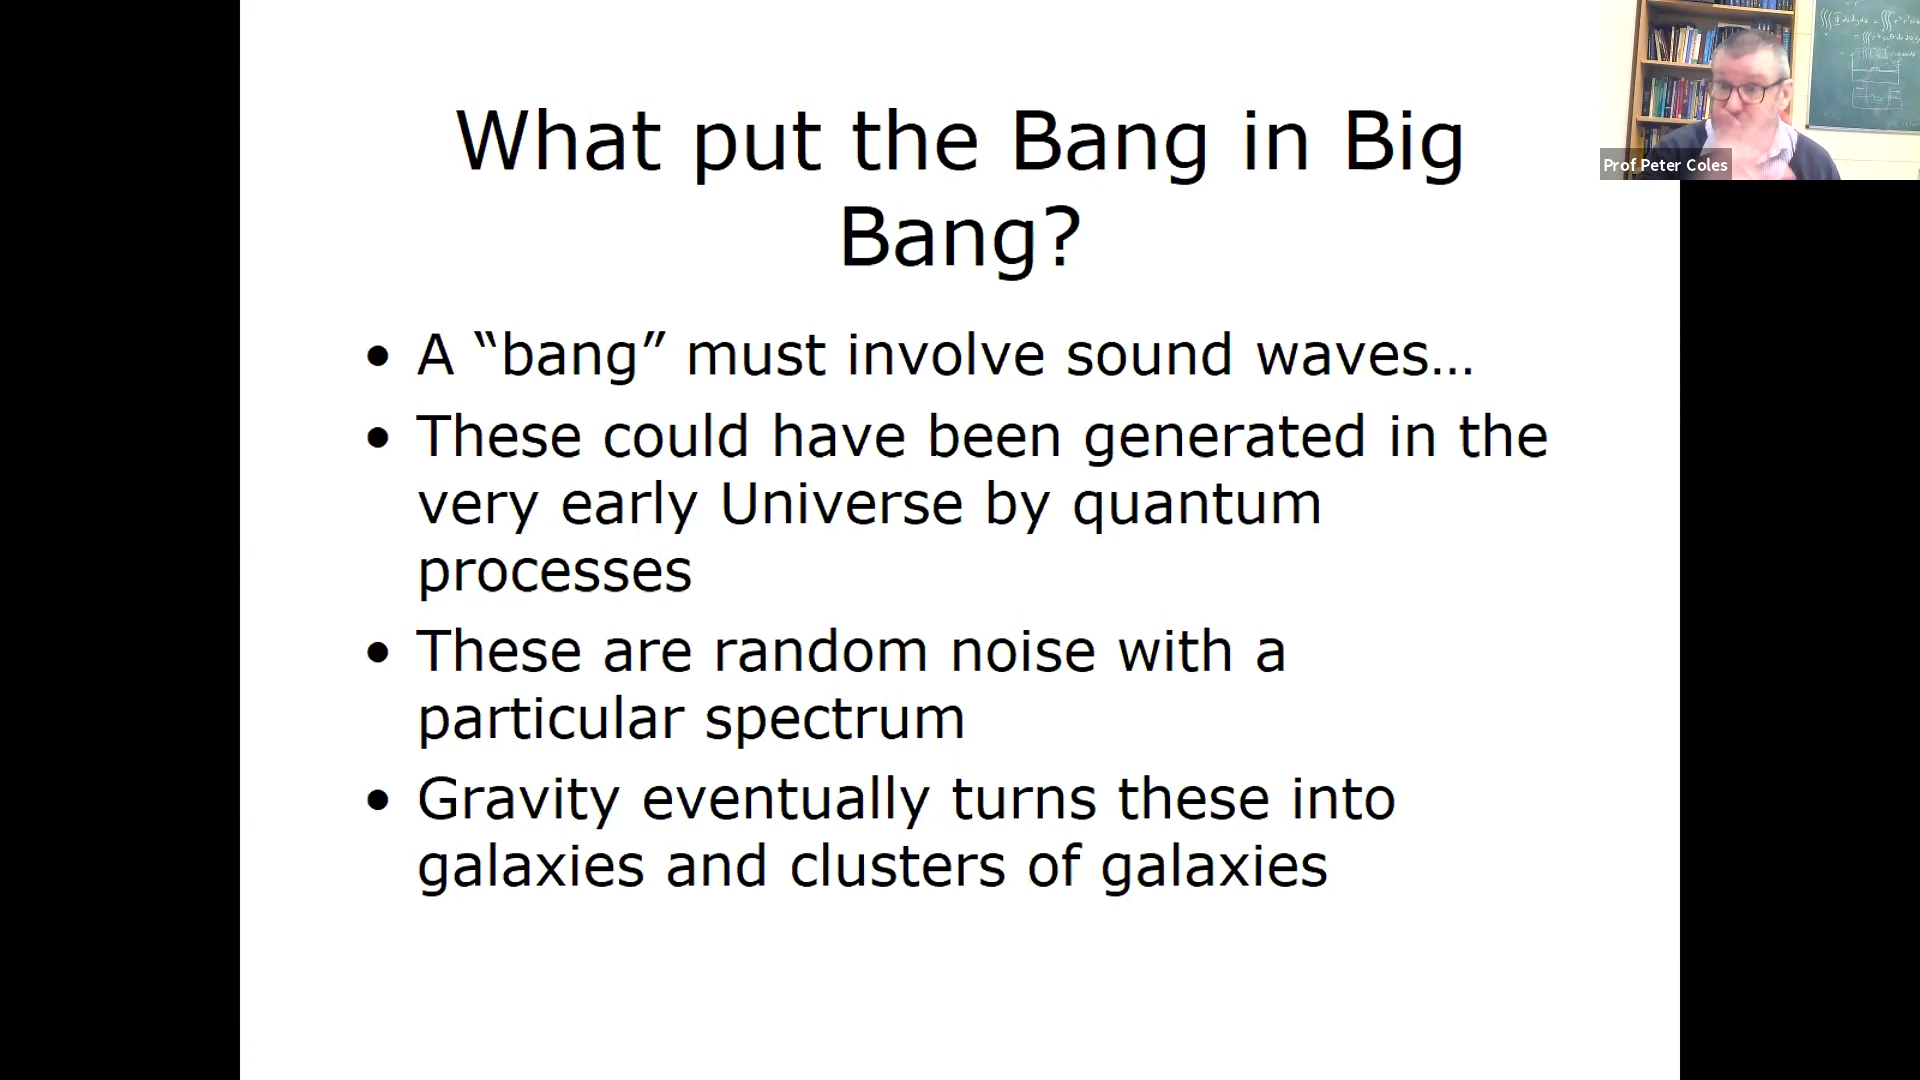 What put the Bang in Big
Bang?
• A “bang” must involve sound waves…
• These could have been generated in the
very early Universe by quantum
processes
• These are random noise with a
particular spectrum
• Gravity eventually turns these into
galaxies and clusters of galaxies
Prof Peter Coles